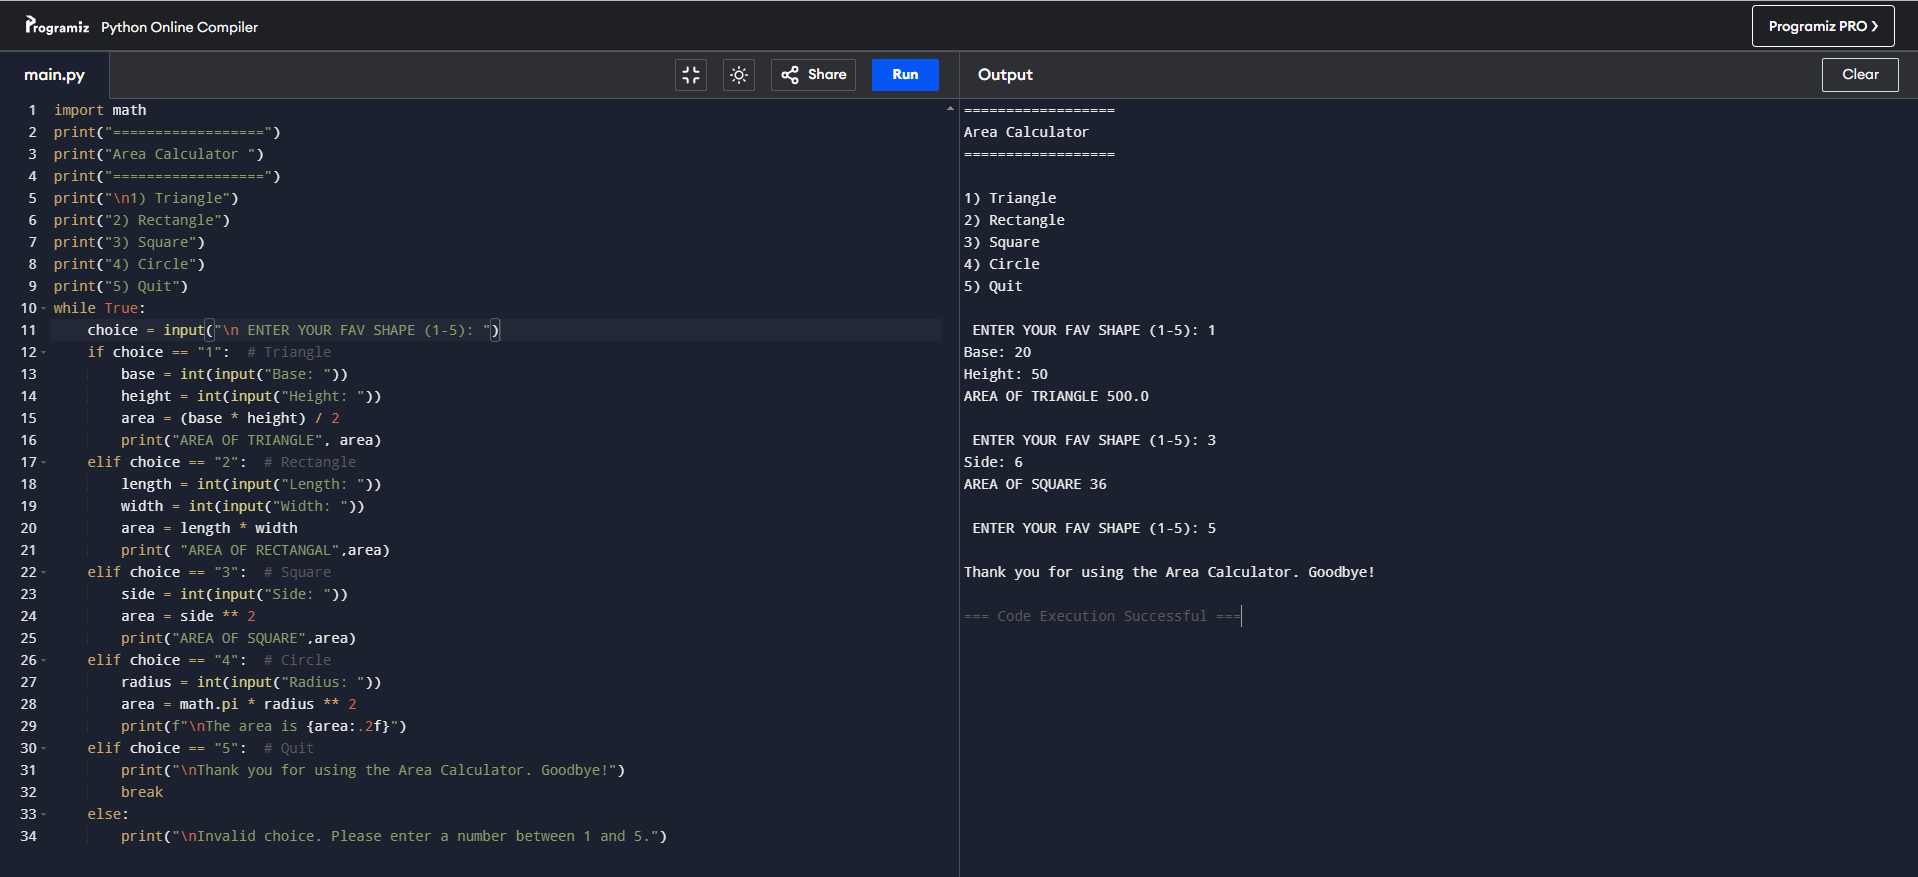 Programiz Python Online Compiler
Programiz PRO >
main.py
Share
Run
Output
Clear
1 import math
2 print("==================")
3 print("Area Calculator ")
4 print("==================")
5 print("\n1) Triangle")
6 print("2) Rectangle")
7 print("3) Square")
8 print("4) Circle")
9 print("5) Quit")
10 while True:
11     choice = input("\n ENTER YOUR FAV SHAPE (1-5): ")
12     if choice == "1":  # Triangle
13         base = int(input("Base: "))
14         height = int(input("Height: "))
15         area = (base * height) / 2
16         print("AREA OF TRIANGLE", area)
17     elif choice == "2":  # Rectangle
18         length = int(input("Length: "))
19         width = int(input("Width: "))
20         area = length * width
21         print( "AREA OF RECTANGAL",area)
22     elif choice == "3":  # Square
23         side = int(input("Side: "))
24         area = side ** 2
25         print("AREA OF SQUARE",area)
26     elif choice == "4":  # Circle
27         radius = int(input("Radius: "))
28         area = math.pi * radius ** 2
29         print(f"\nThe area is {area:.2f}")
30     elif choice == "5":  # Quit
31         print("\nThank you for using the Area Calculator. Goodbye!")
32         break
33     else:
34         print("\nInvalid choice. Please enter a number between 1 and 5.")
==================
Area Calculator
==================
1) Triangle
2) Rectangle
3) Square
4) Circle
5) Quit
ENTER YOUR FAV SHAPE (1-5): 1
Base: 20
Height: 50
AREA OF TRIANGLE 500.0
ENTER YOUR FAV SHAPE (1-5): 3
Side: 6
AREA OF SQUARE 36
ENTER YOUR FAV SHAPE (1-5): 5
Thank you for using the Area Calculator. Goodbye!
=== Code Execution Successful ===